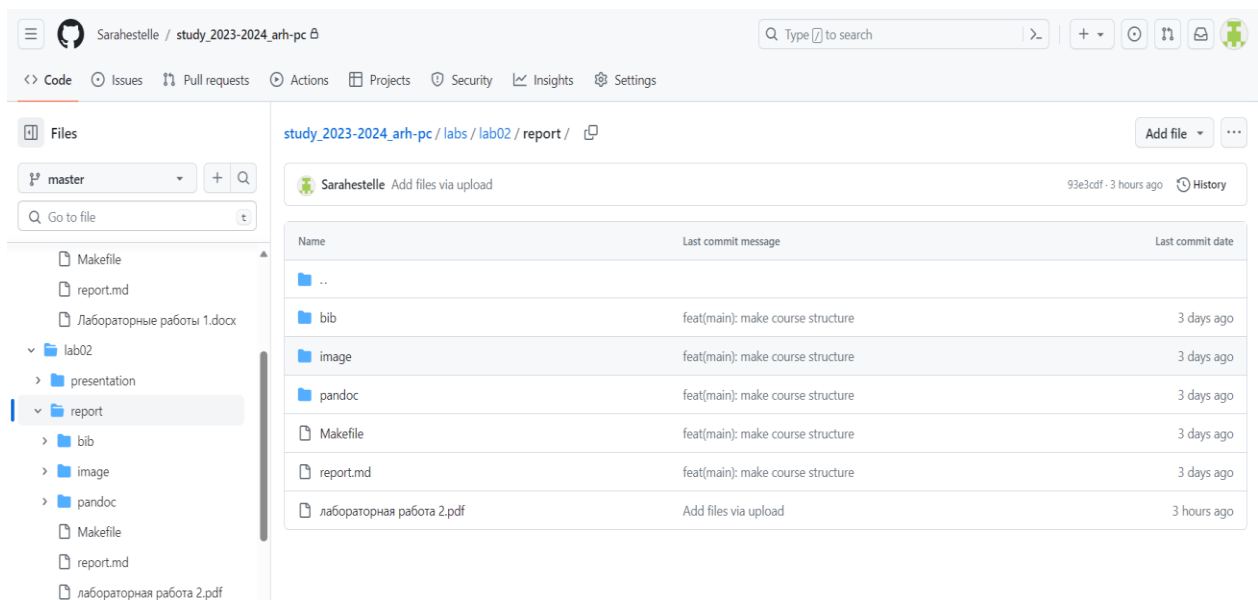 Sarahestelle / study_2023-2024_arh-pc
Type / to search
Code Issues Pull requests Actions Projects Security Insights Settings
Files
master
Go to file t
Makefile
report.md
Лабораторные работы 1.docx
lab02
presentation
report
bib
image
pandoc
Makefile
report.md
лабораторная работа 2.pdf
study_2023-2024_arh-pc / labs / lab02 / report /
Add file
Sarahestelle Add files via upload 93e3cdf · 3 hours ago History
Name Last commit message Last commit date
..
bib feat(main): make course structure 3 days ago
image feat(main): make course structure 3 days ago
pandoc feat(main): make course structure 3 days ago
Makefile feat(main): make course structure 3 days ago
report.md feat(main): make course structure 3 days ago
лабораторная работа 2.pdf Add files via upload 3 hours ago